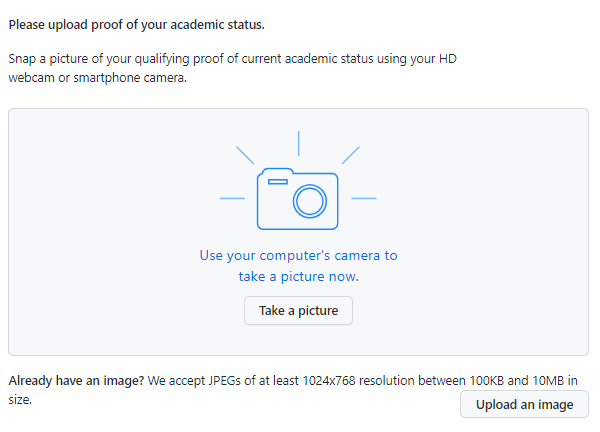 Please upload proof of your academic status.
Snap a picture of your qualifying proof of current academic status using your HD
webcam or smartphone camera.
Use your computer's camera to
take a picture now.
Take a picture
Already have an image? We accept JPEGs of at least 1024x768 resolution between 100KB and 10MB in
size.
Upload an image